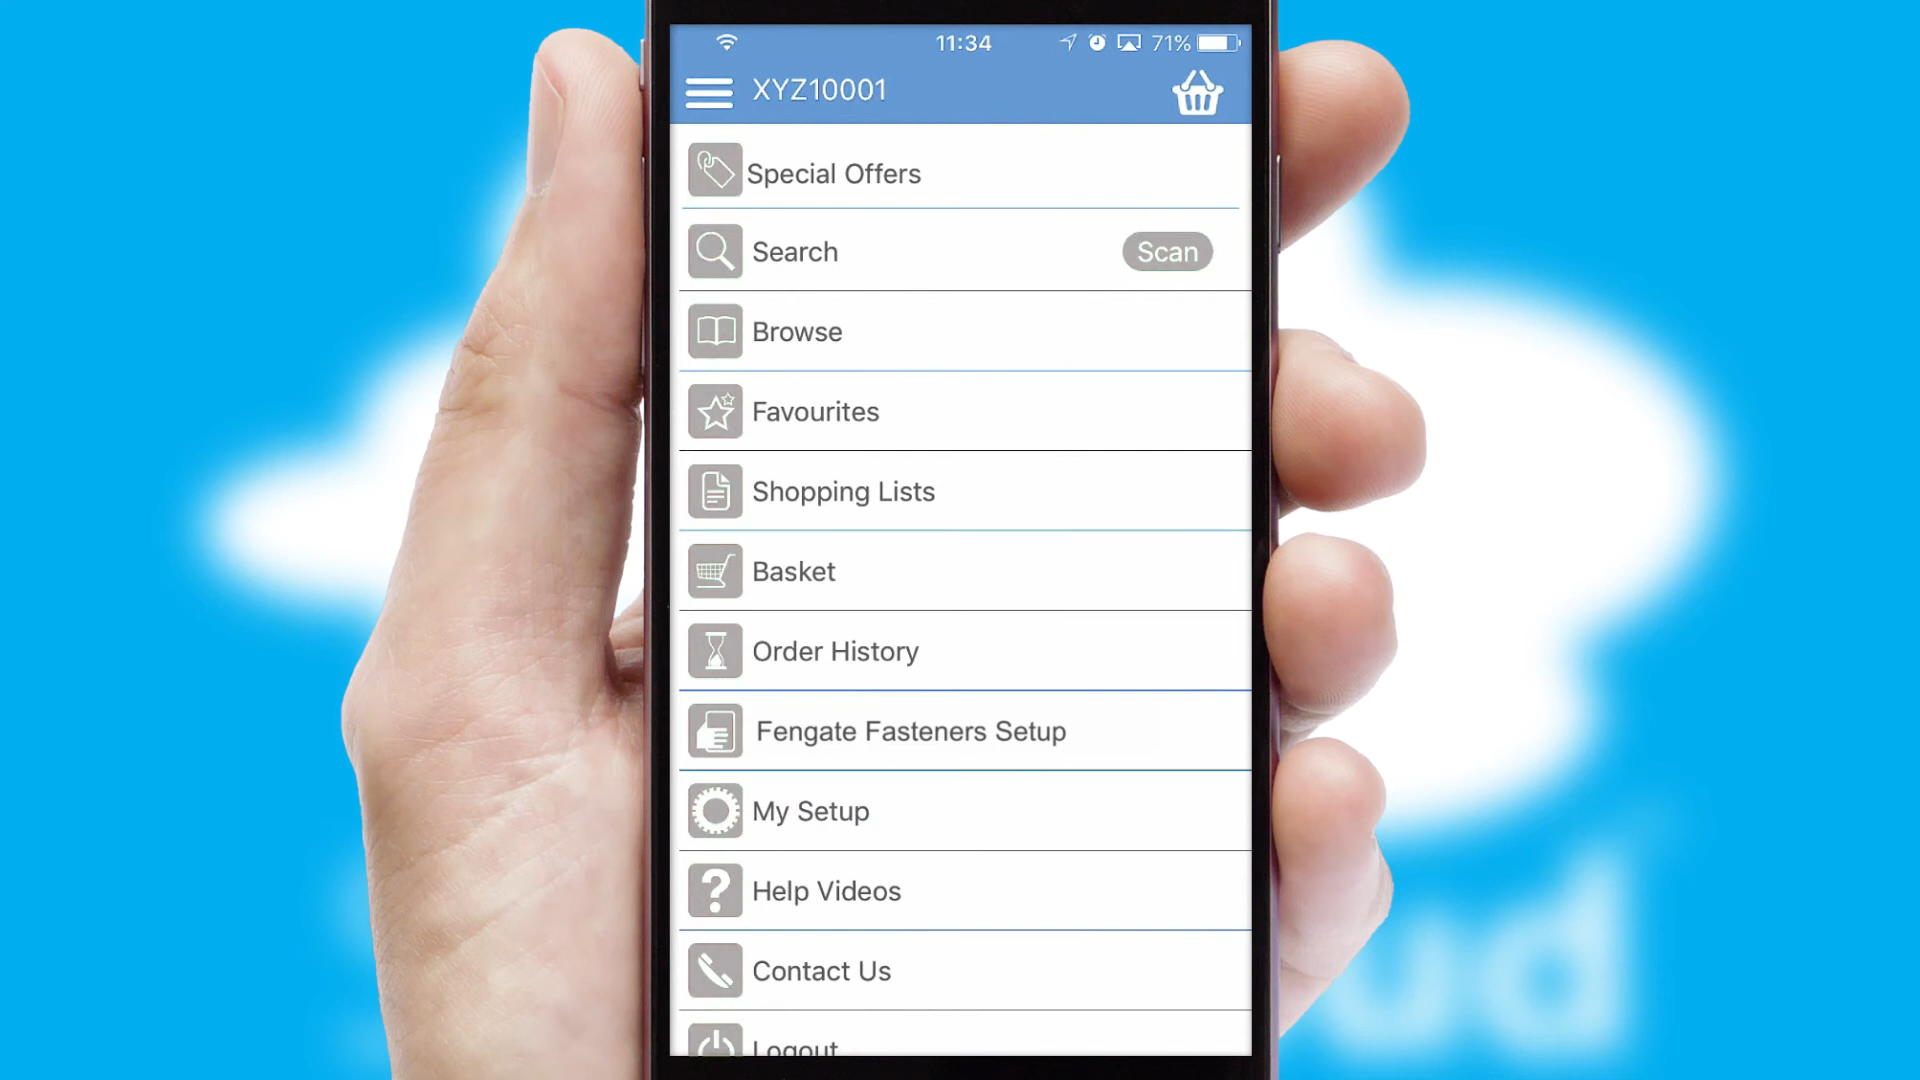 11:34
71%
XYZ10001
Special Offers
Search
Scan
Browse
Favourites
Shopping Lists
Basket
Order History
Fengate Fasteners Setup
My Setup
Help Videos
Contact Us
Logout